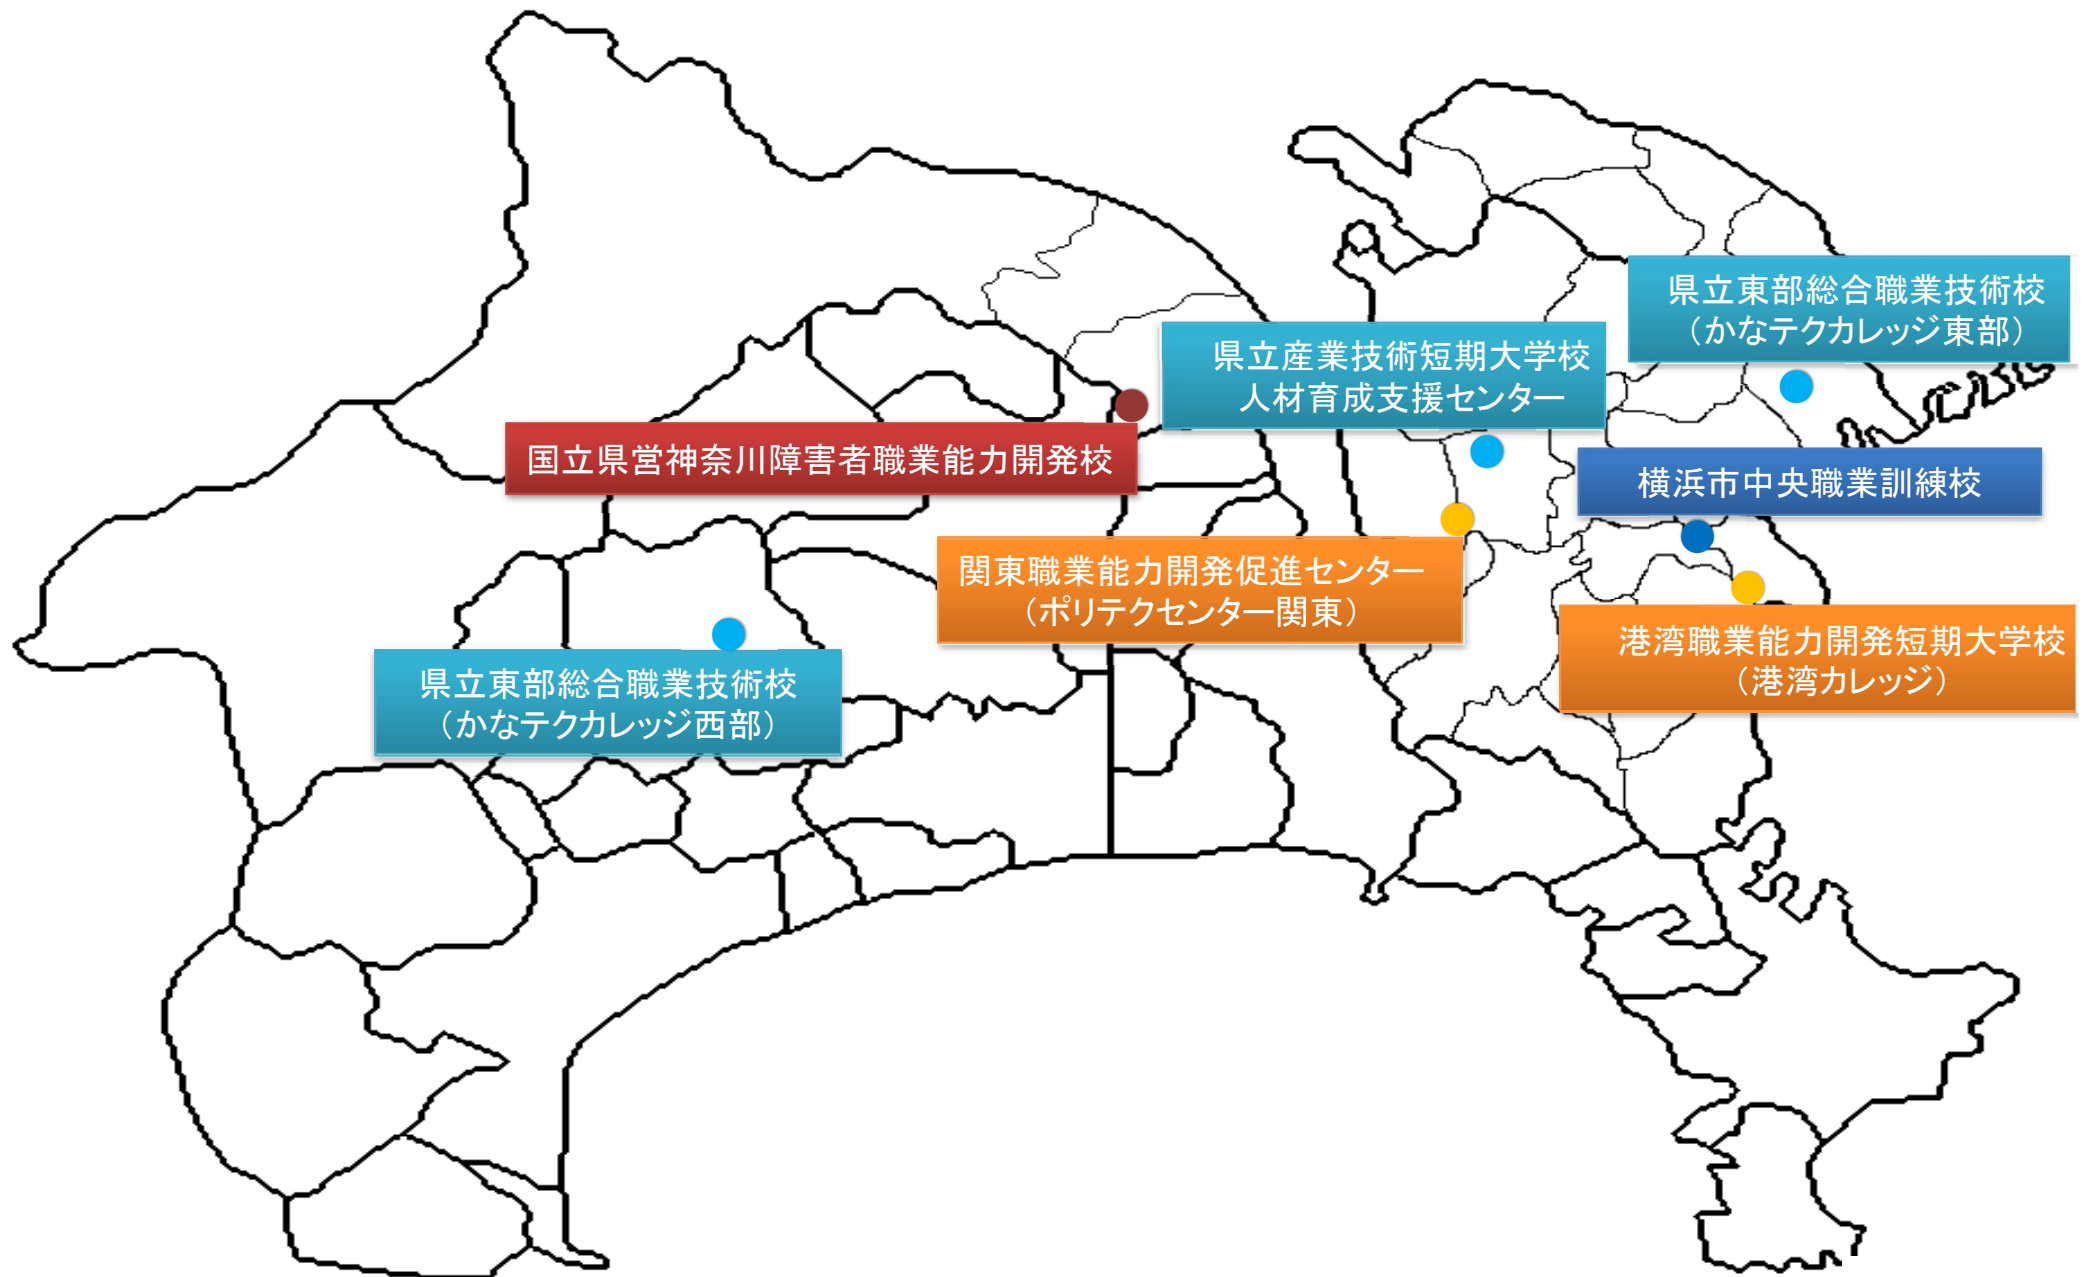 県立東部総合職業技術校
（かなテクカレッジ東部）
県立産業技術短期大学校
人材育成支援センター
国立県営神奈川障害者職業能力開発校
横浜市中央職業訓練校
関東職業能力開発促進センター
（ポリテクセンター関東）
港湾職業能力開発短期大学校
（港湾カレッジ）
県立東部総合職業技術校
（かなテクカレッジ西部）